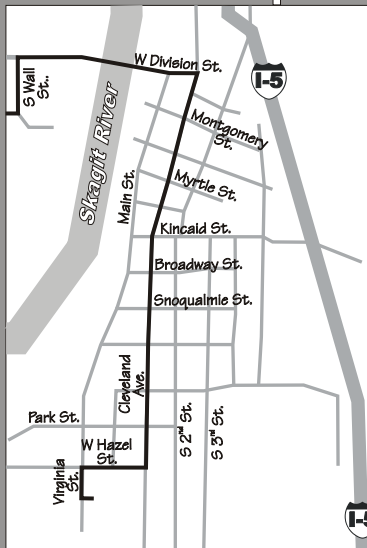 W Division St.
S Wall
St..
I-5
Montgomery
St.
Skagit River
Myrtle St.
Main St.
Kincaid St.
Broadway St.
Snoqualmie St.
Cleveland
Ave.
Park St.
S 2nd St.
S 3rd St.
W Hazel
St.
Virginia
St.
I-5